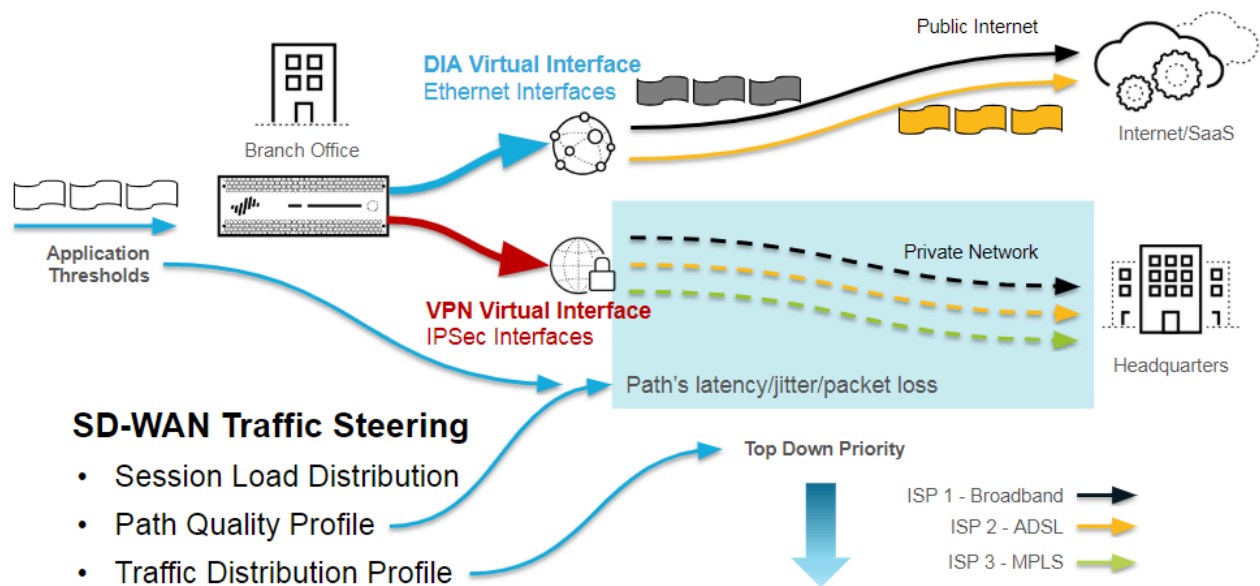 Public Internet
DIA Virtual Interface
Ethernet Interfaces
Branch Office
Internet/SaaS
Application
Thresholds
Private Network
VPN Virtual Interface
IPSec Interfaces
Headquarters
Path's latency/jitter/packet loss
SD-WAN Traffic Steering
• Session Load Distribution
• Path Quality Profile
• Traffic Distribution Profile
Top Down Priority
ISP 1 - Broadband
ISP 2 - ADSL
ISP 3 - MPLS